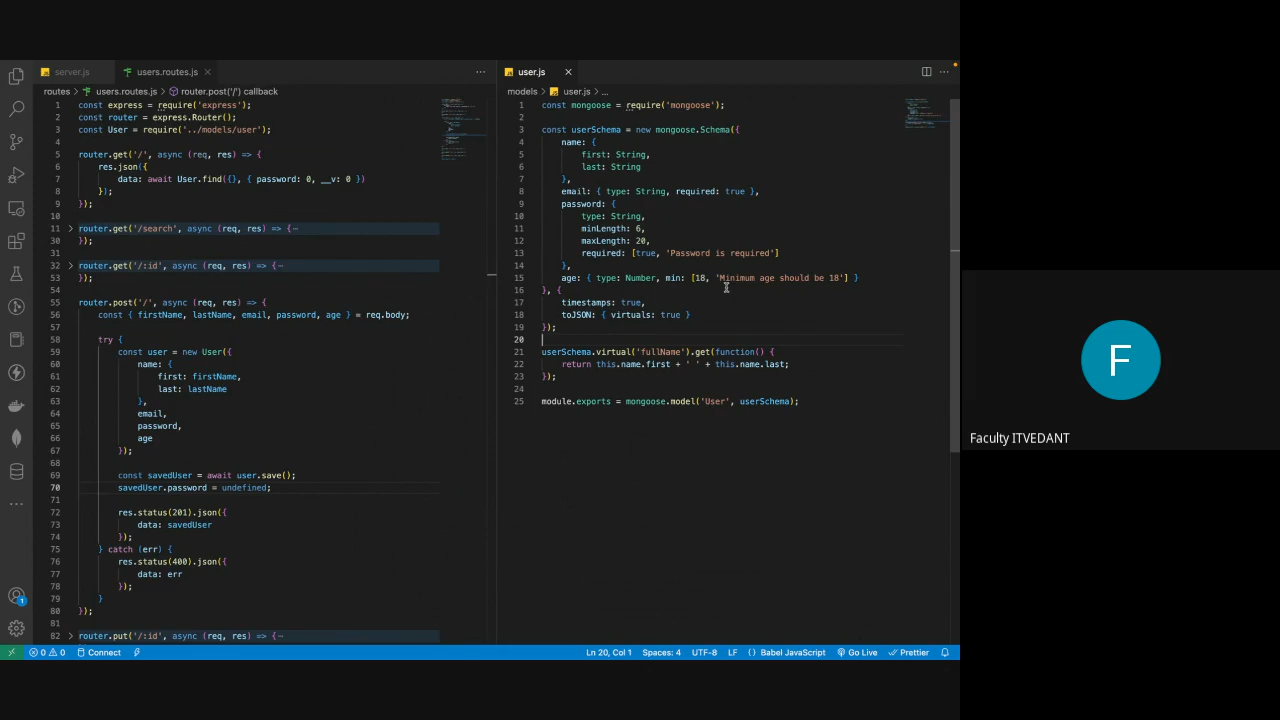 server.js
users.routes.js
routes > users.routes.js > router.post('/') callback
1 const express = require('express');
2 const router = express.Router();
3 const User = require('../models/user');
4
5 router.get('/', async (req, res) => {
6 res.json({
7 data: await User.find({}, { password: 0, __v: 0 })
8 });
9 });
10
11 router.get('/search', async (req, res) => {⋯
30 });
31
32 router.get('/:id', async (req, res) => {⋯
53 });
54
55 router.post('/', async (req, res) => {
56 const { firstName, lastName, email, password, age } = req.body;
57
58 try {
59 const user = new User({
60 name: {
61 first: firstName,
62 last: lastName
63 },
64 email,
65 password,
66 age
67 });
68
69 const savedUser = await user.save();
70 savedUser.password = undefined;
71
72 res.status(201).json({
73 data: savedUser
74 });
75 } catch (err) {
76 res.status(400).json({
77 data: err
78 });
79 }
80 });
81
82 router.put('/:id', async (req, res) => {⋯
user.js
models > user.js > ...
1 const mongoose = require('mongoose');
2
3 const userSchema = new mongoose.Schema({
4 name: {
5 first: String,
6 last: String
7 },
8 email: { type: String, required: true },
9 password: {
10 type: String,
11 minLength: 6,
12 maxLength: 20,
13 required: [true, 'Password is required']
14 },
15 age: { type: Number, min: [18, 'Minimum age should be 18'] }
16 }, {
17 timestamps: true,
18 toJSON: { virtuals: true }
19 });
20
21 userSchema.virtual('fullName').get(function() {
22 return this.name.first + ' ' + this.name.last;
23 });
24
25 module.exports = mongoose.model('User', userSchema);
F
Faculty ITVEDANT
1
0 0 Connect Ln 20, Col 1 Spaces: 4 UTF-8 LF Babel JavaScript Go Live Prettier